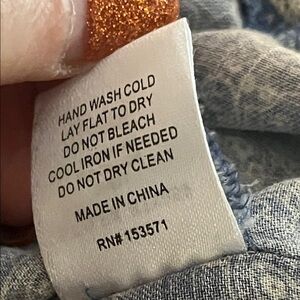 HAND WASH COLD
LAY FLAT TO DRY
DO NOT BLEACH
COOL IRON IF NEEDED
DO NOT DRY CLEAN
MADE IN CHINA
RN# 153571